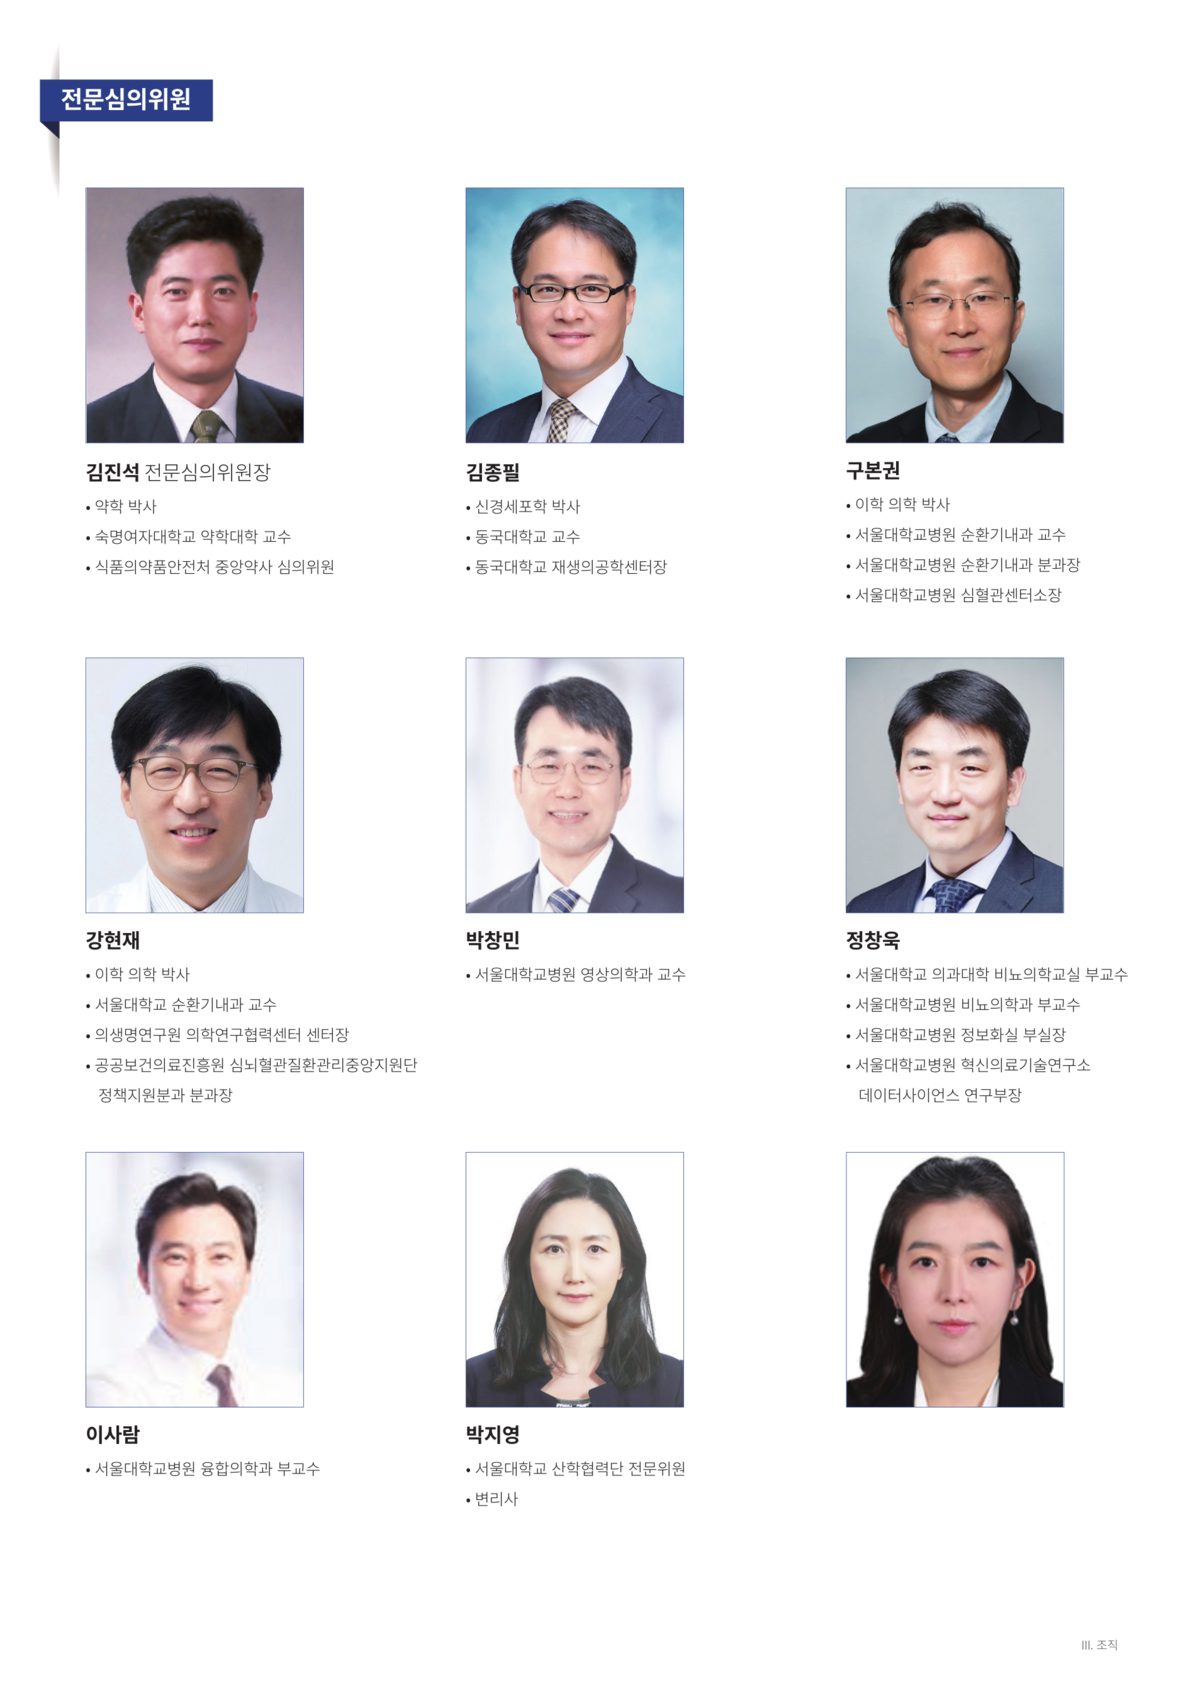 전문심의위원
김진석 전문심의위원장
• 약학 박사
• 숙명여자대학교 약학대학 교수
• 식품의약품안전처 중앙약사 심의위원
김종필
• 신경세포학 박사
• 동국대학교 교수
• 동국대학교 재생의공학센터장
구본권
• 이학 의학 박사
• 서울대학교병원 순환기내과 교수
• 서울대학교병원 순환기내과 분과장
• 서울대학교병원 심혈관센터소장
강현재
• 이학 의학 박사
• 서울대학교 순환기내과 교수
• 의생명연구원 의학연구협력센터 센터장
• 공공보건의료진흥원 심뇌혈관질환관리중앙지원단
정책지원분과 분과장
박창민
• 서울대학교병원 영상의학과 교수
정창욱
• 서울대학교 의과대학 비뇨의학교실 부교수
• 서울대학교병원 비뇨의학과 부교수
• 서울대학교병원 정보화실 부실장
• 서울대학교병원 혁신의료기술연구소
데이터사이언스 연구부장
이사람
• 서울대학교병원 융합의학과 부교수
박지영
• 서울대학교 산학협력단 전문위원
• 변리사
III. 조직